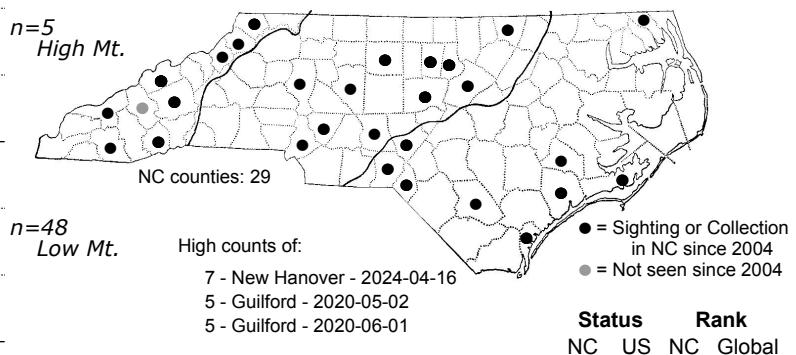 n=5
High Mt.
NC counties: 29
n=48
Low Mt.
High counts of:
7 - New Hanover - 2024-04-16
5 - Guilford - 2020-05-02
5 - Guilford - 2020-06-01
● = Sighting or Collection
in NC since 2004
● = Not seen since 2004
Status Rank
NC US NC Global